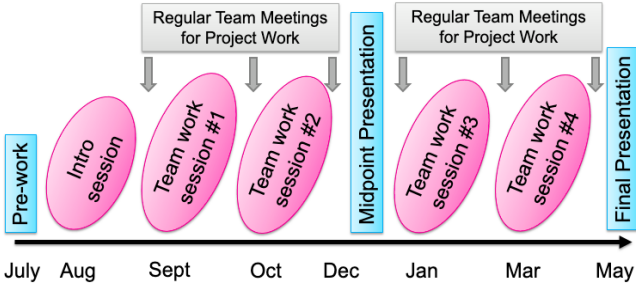 Regular Team Meetings
for Project Work
Regular Team Meetings
for Project Work
Pre-work
Intro
session
Team work
session #1
Team work
session #2
Midpoint Presentation
Team work
session #3
Team work
session #4
Final Presentation
July
Aug
Sept
Oct
Dec
Jan
Mar
May